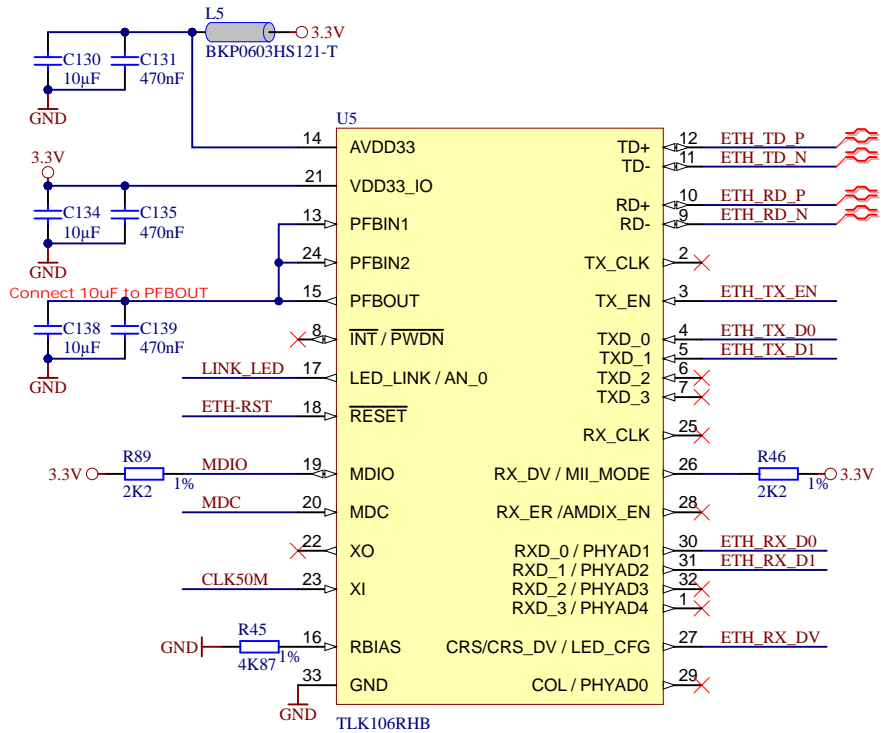 L5
3.3V
BKP0603HS121-T
C130
10µF
C131
470nF
GND
U5
3.3V
C134
10µF
C135
470nF
GND
Connect 10uF to PFBOUT
C138
10µF
C139
470nF
GND
14 AVDD33
21 VDD33_IO
13 PFBIN1
24 PFBIN2
15 PFBOUT
8 INT / PWDN
LINK_LED 17 LED_LINK / AN_0
ETH-RST 18 RESET
3.3V R89 2K2 1% MDIO 19 MDIO
MDC 20 MDC
22 XO
CLK50M 23 XI
GND R45 4K87 1% 16 RBIAS
33 GND
GND
TD+ 12 ETH_TD_P
TD- 11 ETH_TD_N
RD+ 10 ETH_RD_P
RD- 9 ETH_RD_N
TX_CLK 2
TX_EN 3 ETH_TX_EN
TXD_0 4 ETH_TX_D0
TXD_1 5 ETH_TX_D1
TXD_2 6
TXD_3 7
RX_CLK 25
RX_DV / MII_MODE 26 R46 2K2 1% 3.3V
RX_ER /AMDIX_EN 28
RXD_0 / PHYAD1 30 ETH_RX_D0
RXD_1 / PHYAD2 31 ETH_RX_D1
RXD_2 / PHYAD3 32
RXD_3 / PHYAD4 1
CRS/CRS_DV / LED_CFG 27 ETH_RX_DV
COL / PHYAD0 29
TLK106RHB